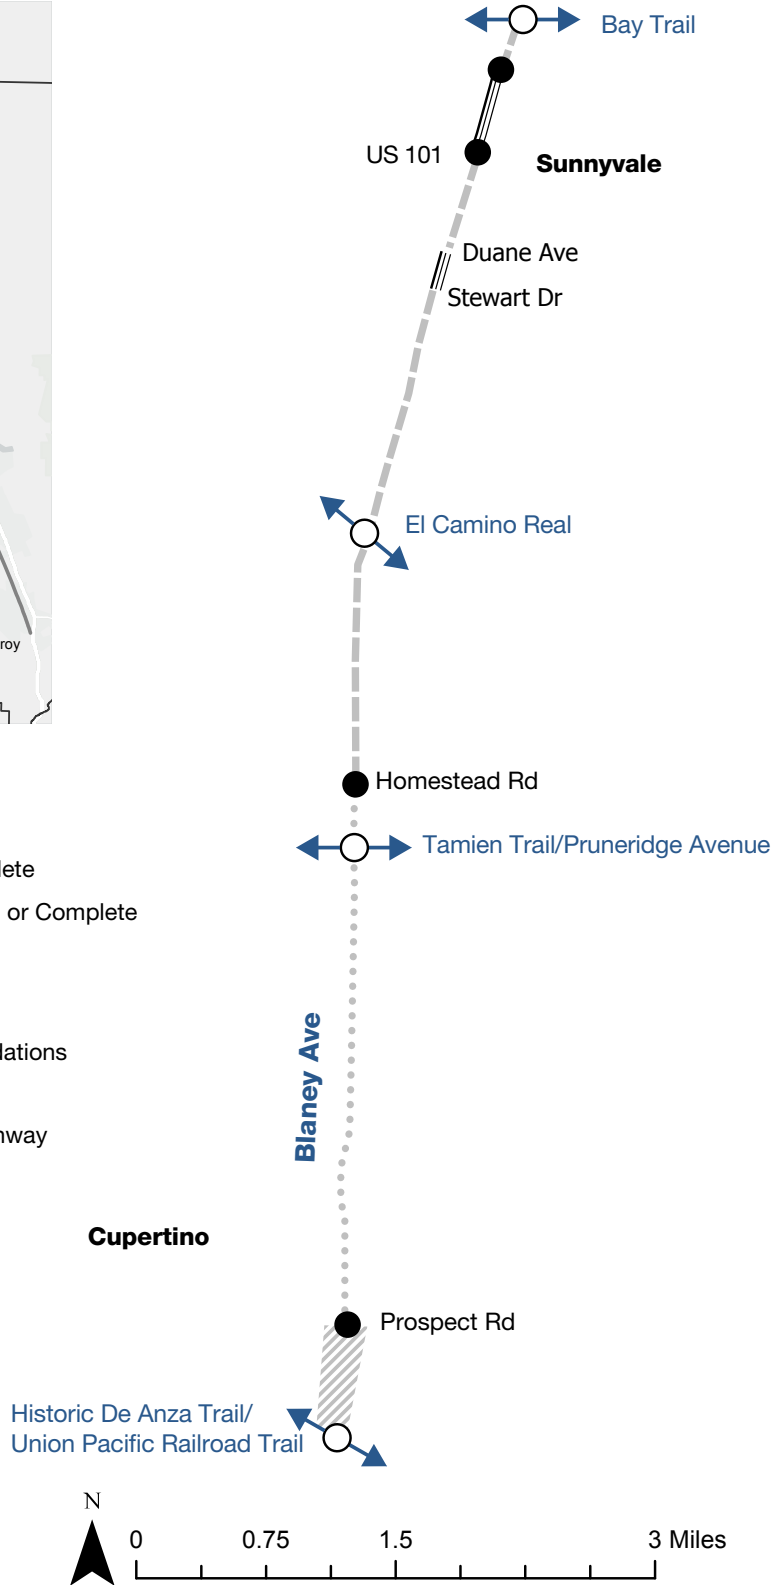 Bay Trail
US 101
Sunnyvale
Duane Ave
Stewart Dr
El Camino Real
roy
Homestead Rd
Tamien Trail/Pruneridge Avenue
lete
or Complete
Blaney Ave
dations
nway
Cupertino
Prospect Rd
Historic De Anza Trail/
Union Pacific Railroad Trail
N
0 0.75 1.5 3 Miles